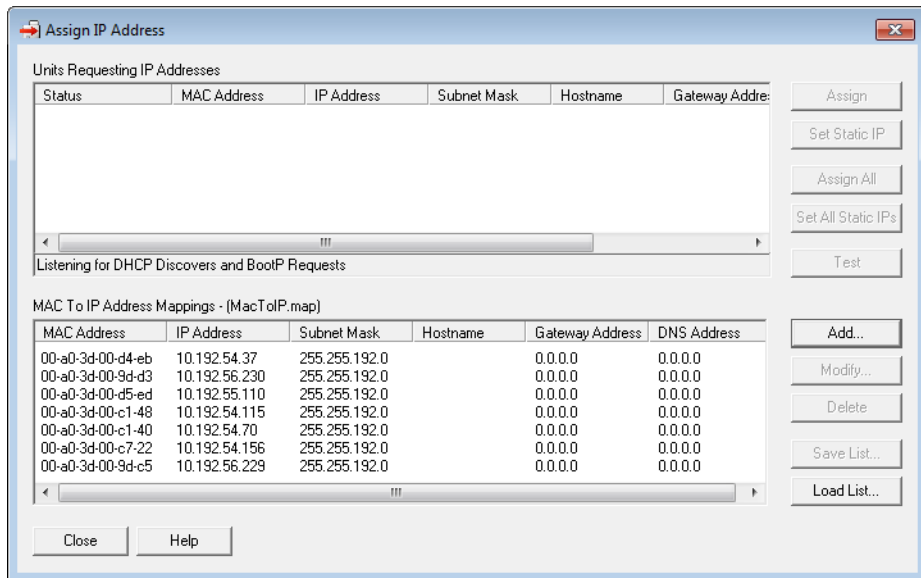 Assign IP Address
Units Requesting IP Addresses
Status MAC Address IP Address Subnet Mask Hostname Gateway Addre:
Assign
Set Static IP
Assign All
Set All Static IPs
Test
Listening for DHCP Discovers and BootP Requests
MAC To IP Address Mappings - (MacToIP.map)
MAC Address IP Address Subnet Mask Hostname Gateway Address DNS Address
00-a0-3d-00-d4-eb 10.192.54.37 255.255.192.0 0.0.0.0 0.0.0.0
00-a0-3d-00-9d-d3 10.192.56.230 255.255.192.0 0.0.0.0 0.0.0.0
00-a0-3d-00-d5-ed 10.192.55.110 255.255.192.0 0.0.0.0 0.0.0.0
00-a0-3d-00-c1-48 10.192.54.115 255.255.192.0 0.0.0.0 0.0.0.0
00-a0-3d-00-c1-40 10.192.54.70 255.255.192.0 0.0.0.0 0.0.0.0
00-a0-3d-00-c7-22 10.192.54.156 255.255.192.0 0.0.0.0 0.0.0.0
00-a0-3d-00-9d-c5 10.192.56.229 255.255.192.0 0.0.0.0 0.0.0.0
Add...
Modify...
Delete
Save List...
Load List...
Close Help